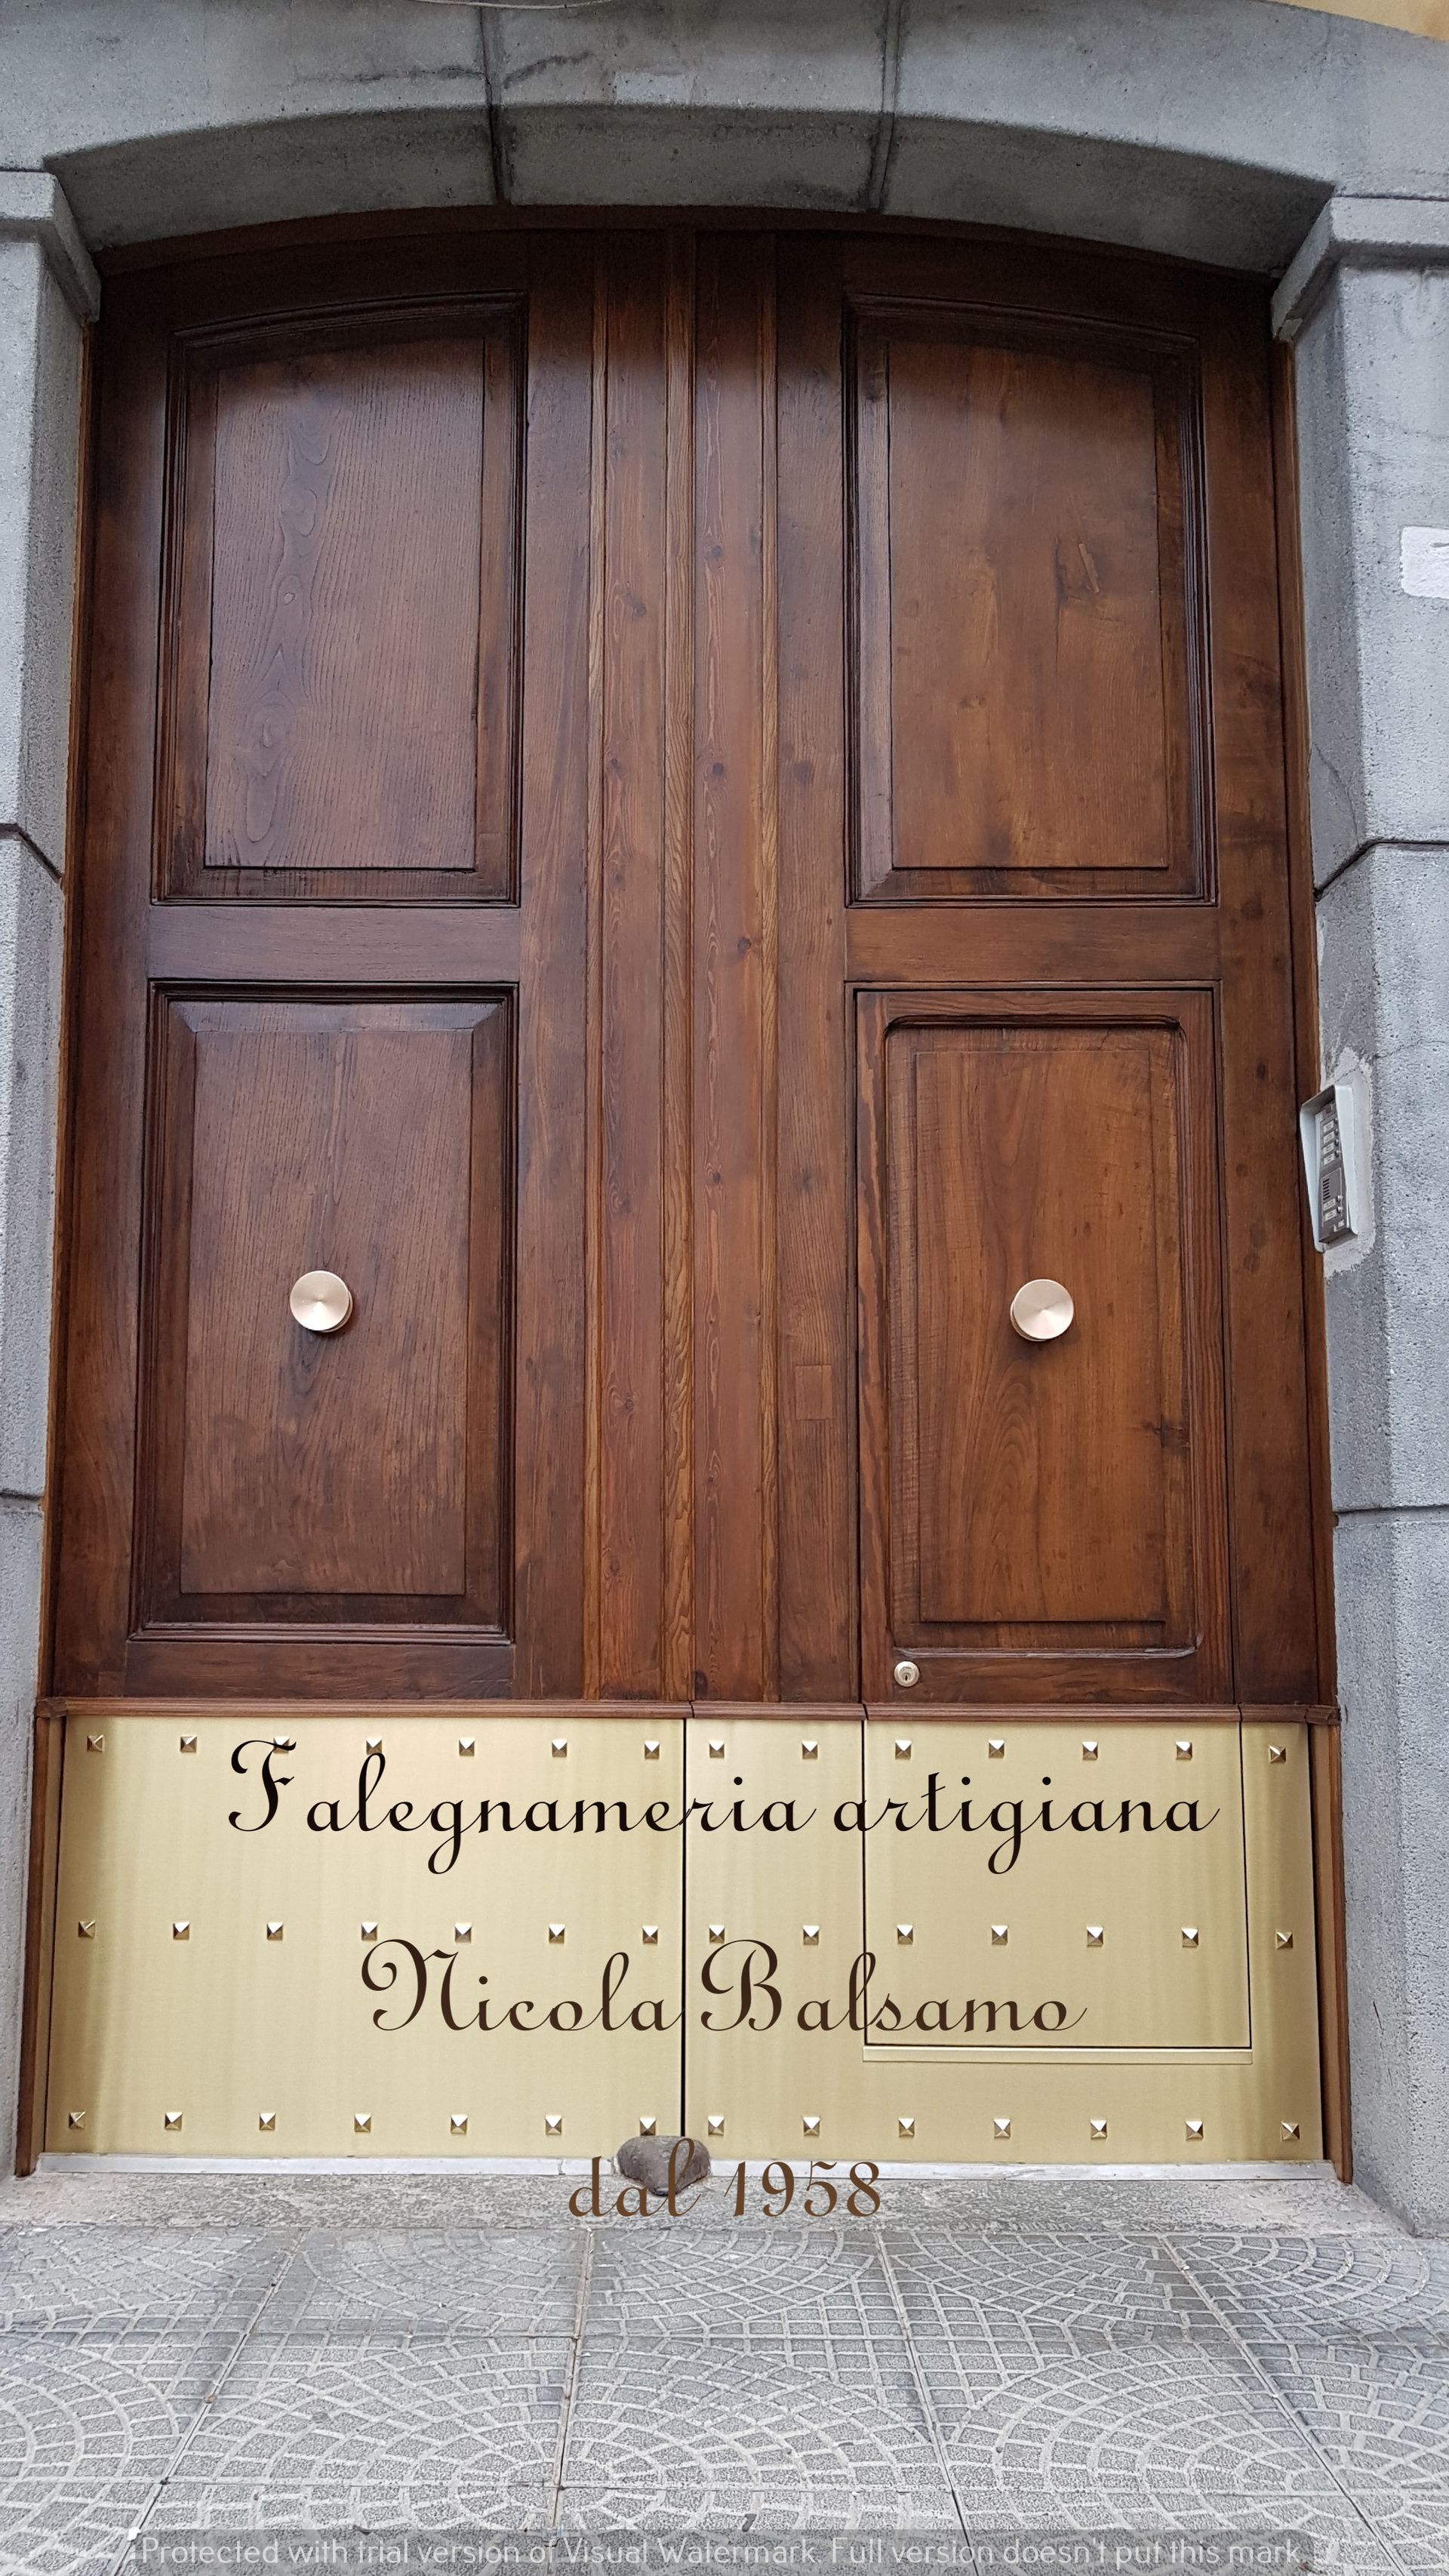 Falegnameria artigiana
Nicola Balsamo
dal 1958
Protected with trial version of Visual Watermark. Full version doesn't put this mark.